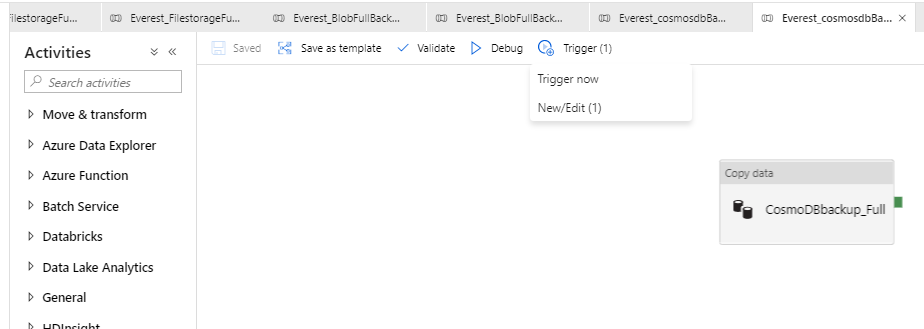 filestorageFu...
Everest_FilestorageFu...
Everest_BlobFullBack...
Everest_BlobFullBack...
Everest_cosmosdbBa...
Everest_cosmosdbBa...
Activities
Saved
Save as template
Validate
Debug
Trigger (1)
Search activities
Trigger now
New/Edit (1)
Move & transform
Azure Data Explorer
Azure Function
Batch Service
Databricks
Data Lake Analytics
General
HDInsight
Copy data
CosmoDBbackup_Full